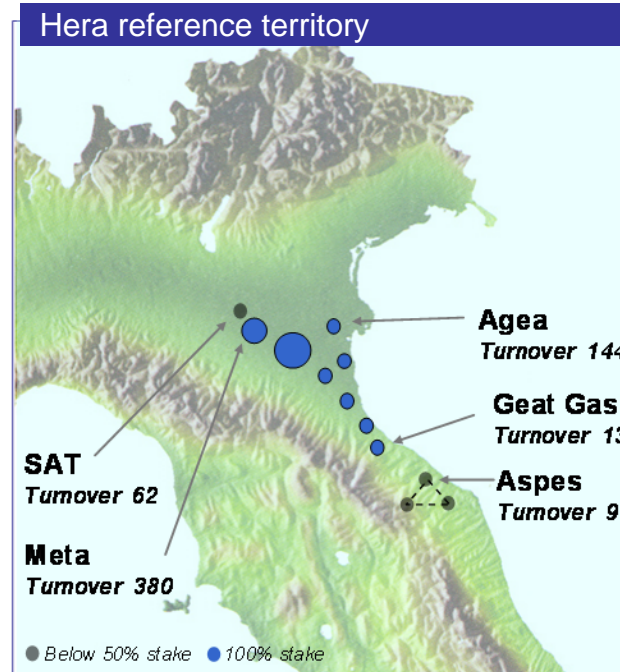 Hera reference territory
Agea
Turnover 144
Geat Gas
Turnover 13
SAT
Turnover 62
Aspes
Turnover 9
Meta
Turnover 380
Below 50% stake
100% stake